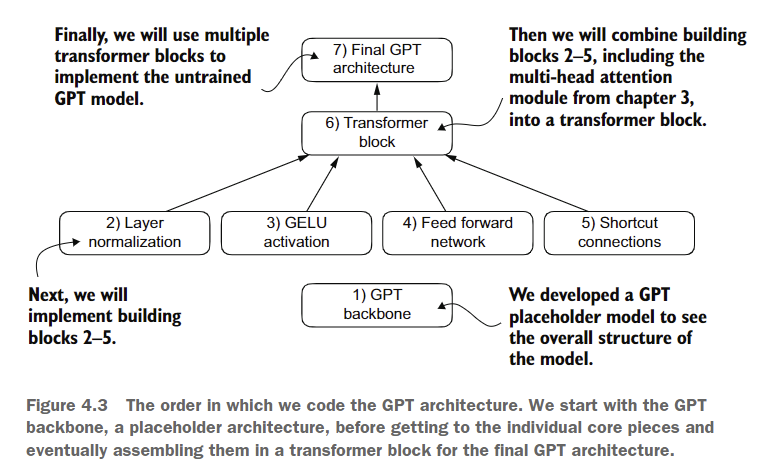 Finally, we will use multiple
transformer blocks to
implement the untrained
GPT model.
7) Final GPT
architecture
Then we will combine building
blocks 2–5, including the
multi-head attention
module from chapter 3,
into a transformer block.
6) Transformer
block
2) Layer
normalization
3) GELU
activation
4) Feed forward
network
5) Shortcut
connections
Next, we will
implement building
blocks 2–5.
1) GPT
backbone
We developed a GPT
placeholder model to see
the overall structure of
the model.
Figure 4.3 The order in which we code the GPT architecture. We start with the GPT
backbone, a placeholder architecture, before getting to the individual core pieces and
eventually assembling them in a transformer block for the final GPT architecture.